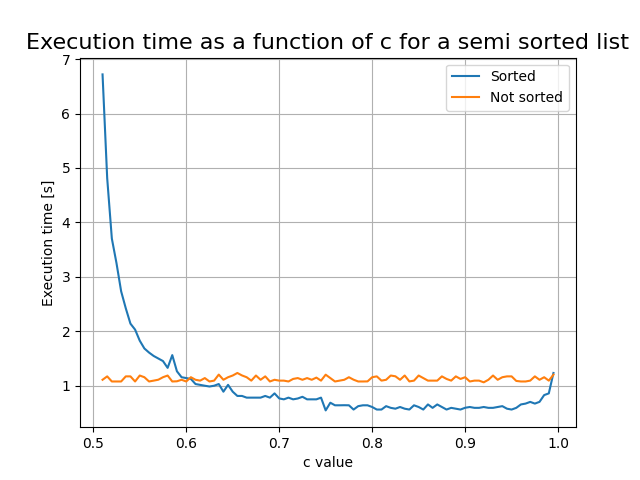 Execution time as a function of c for a semi sorted list
7
6
5
4
3
2
1
Execution time [s]
Sorted
Not sorted
0.5 0.6 0.7 0.8 0.9 1.0
c value